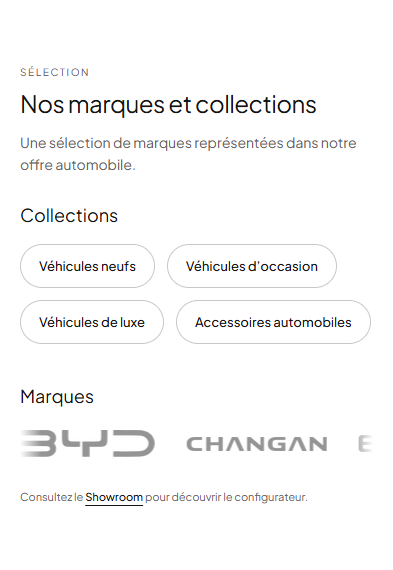 SÉLECTION
Nos marques et collections
Une sélection de marques représentées dans notre
offre automobile.
Collections
Véhicules neufs
Véhicules d'occasion
Véhicules de luxe
Accessoires automobiles
Marques
BYD
CHANGAN
Consultez le Showroom pour découvrir le configurateur.